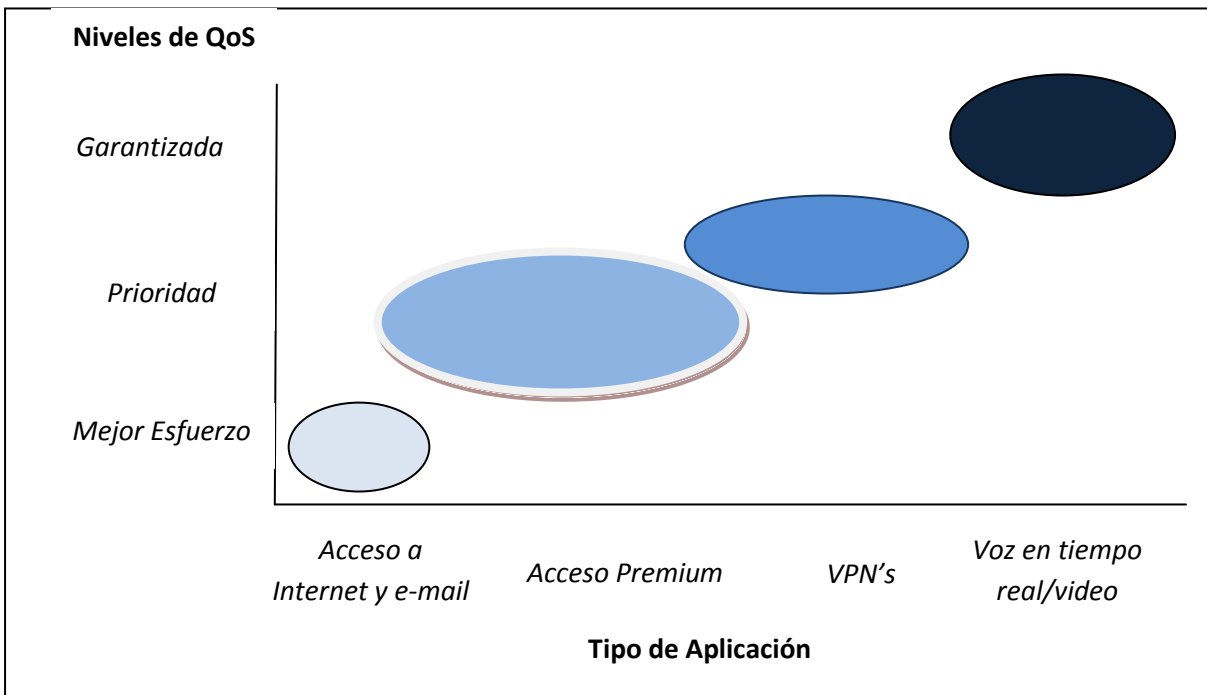 Niveles de QoS
Garantizada
Prioridad
Mejor Esfuerzo
Acceso a
Internet y e-mail
Acceso Premium
VPN’s
Voz en tiempo
real/video
Tipo de Aplicación